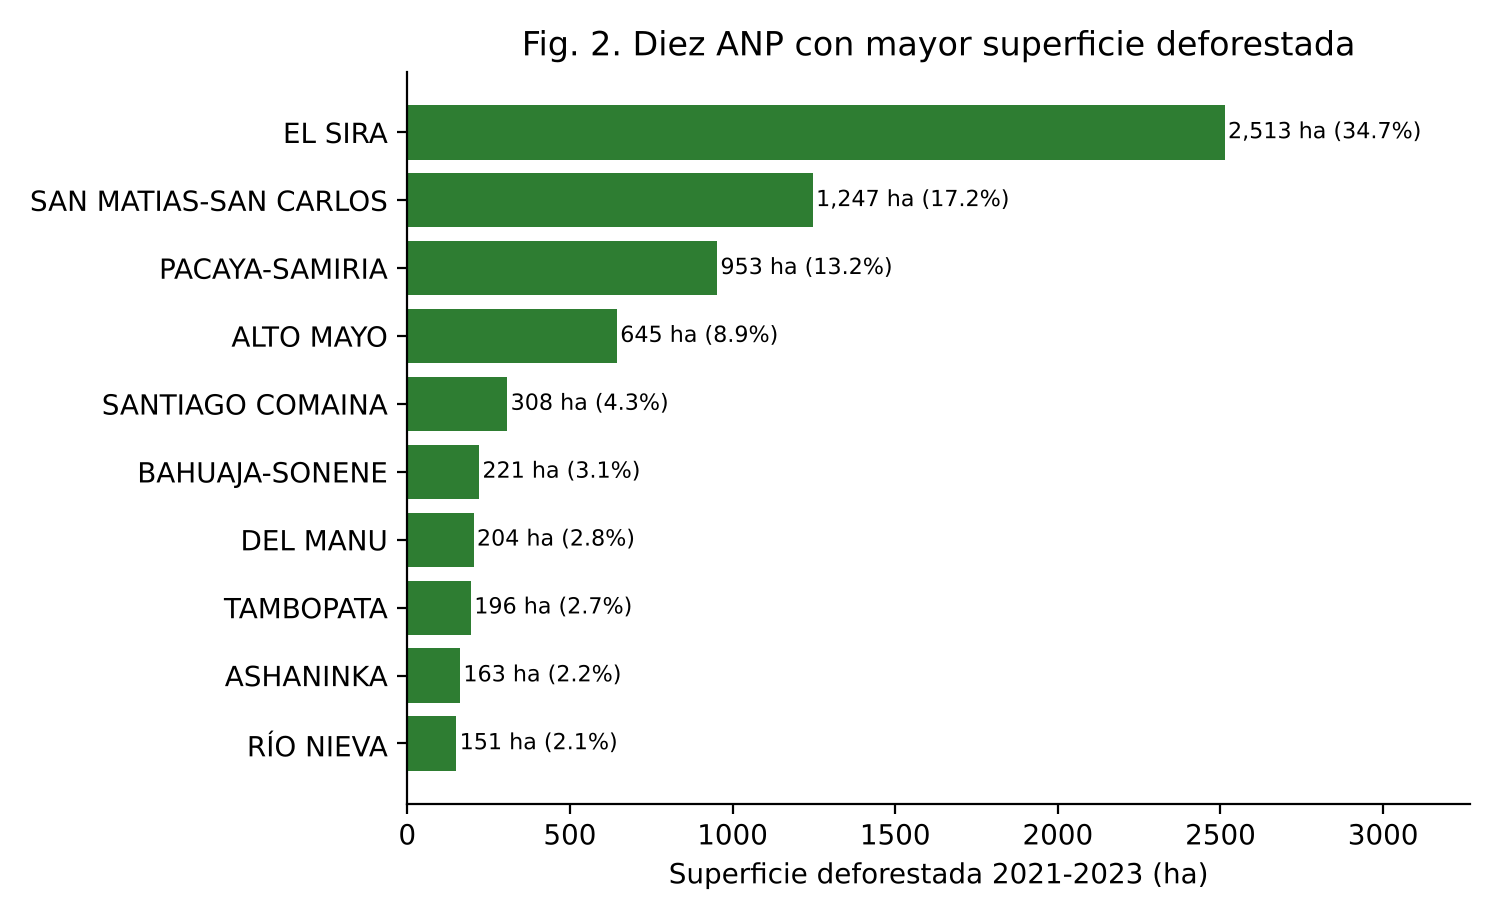 Fig. 2. Diez ANP con mayor superficie deforestada
EL SIRA 2,513 ha (34.7%)
SAN MATIAS-SAN CARLOS 1,247 ha (17.2%)
PACAYA-SAMIRIA 953 ha (13.2%)
ALTO MAYO 645 ha (8.9%)
SANTIAGO COMAINA 308 ha (4.3%)
BAHUAJA-SONENE 221 ha (3.1%)
DEL MANU 204 ha (2.8%)
TAMBOPATA 196 ha (2.7%)
ASHANINKA 163 ha (2.2%)
RÍO NIEVA 151 ha (2.1%)
0 500 1000 1500 2000 2500 3000
Superficie deforestada 2021-2023 (ha)